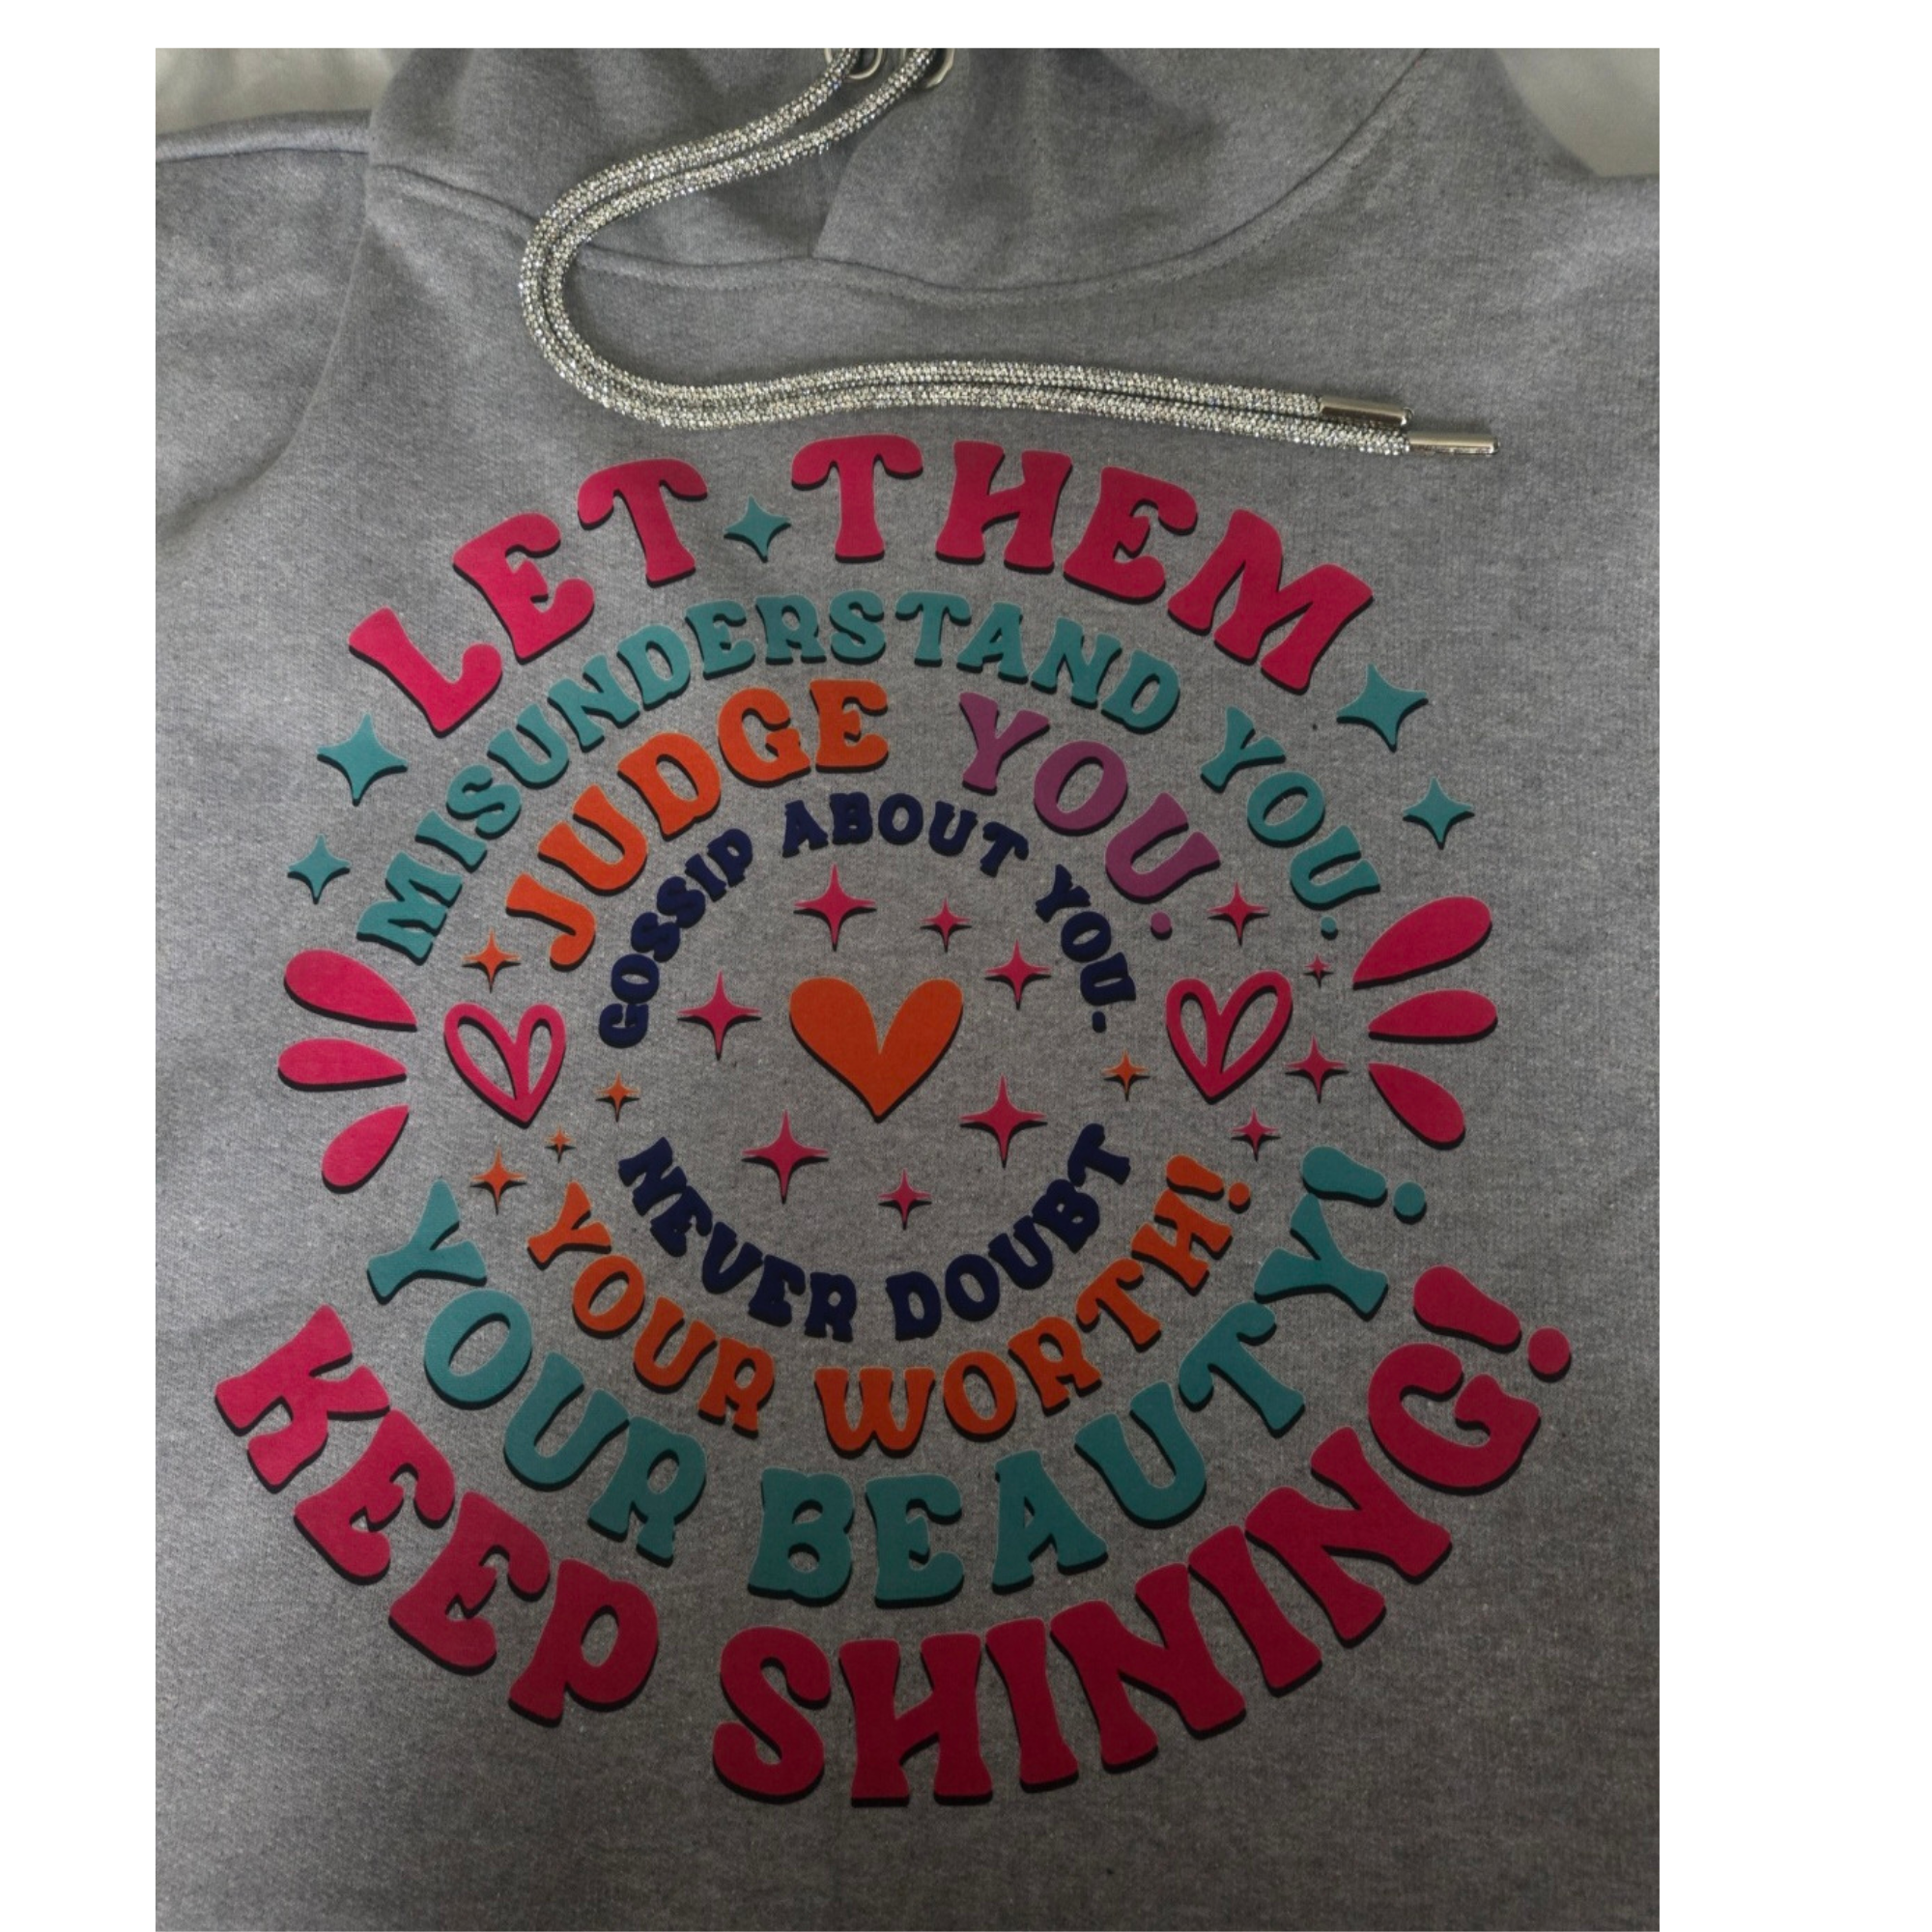 LET THEM
MISUNDERSTAND YOU.
JUDGE YOU.
GOSSIP ABOUT YOU-
NEVER DOUBT
YOUR WORTH!
YOUR BEAUTY!
KEEP SHINING!